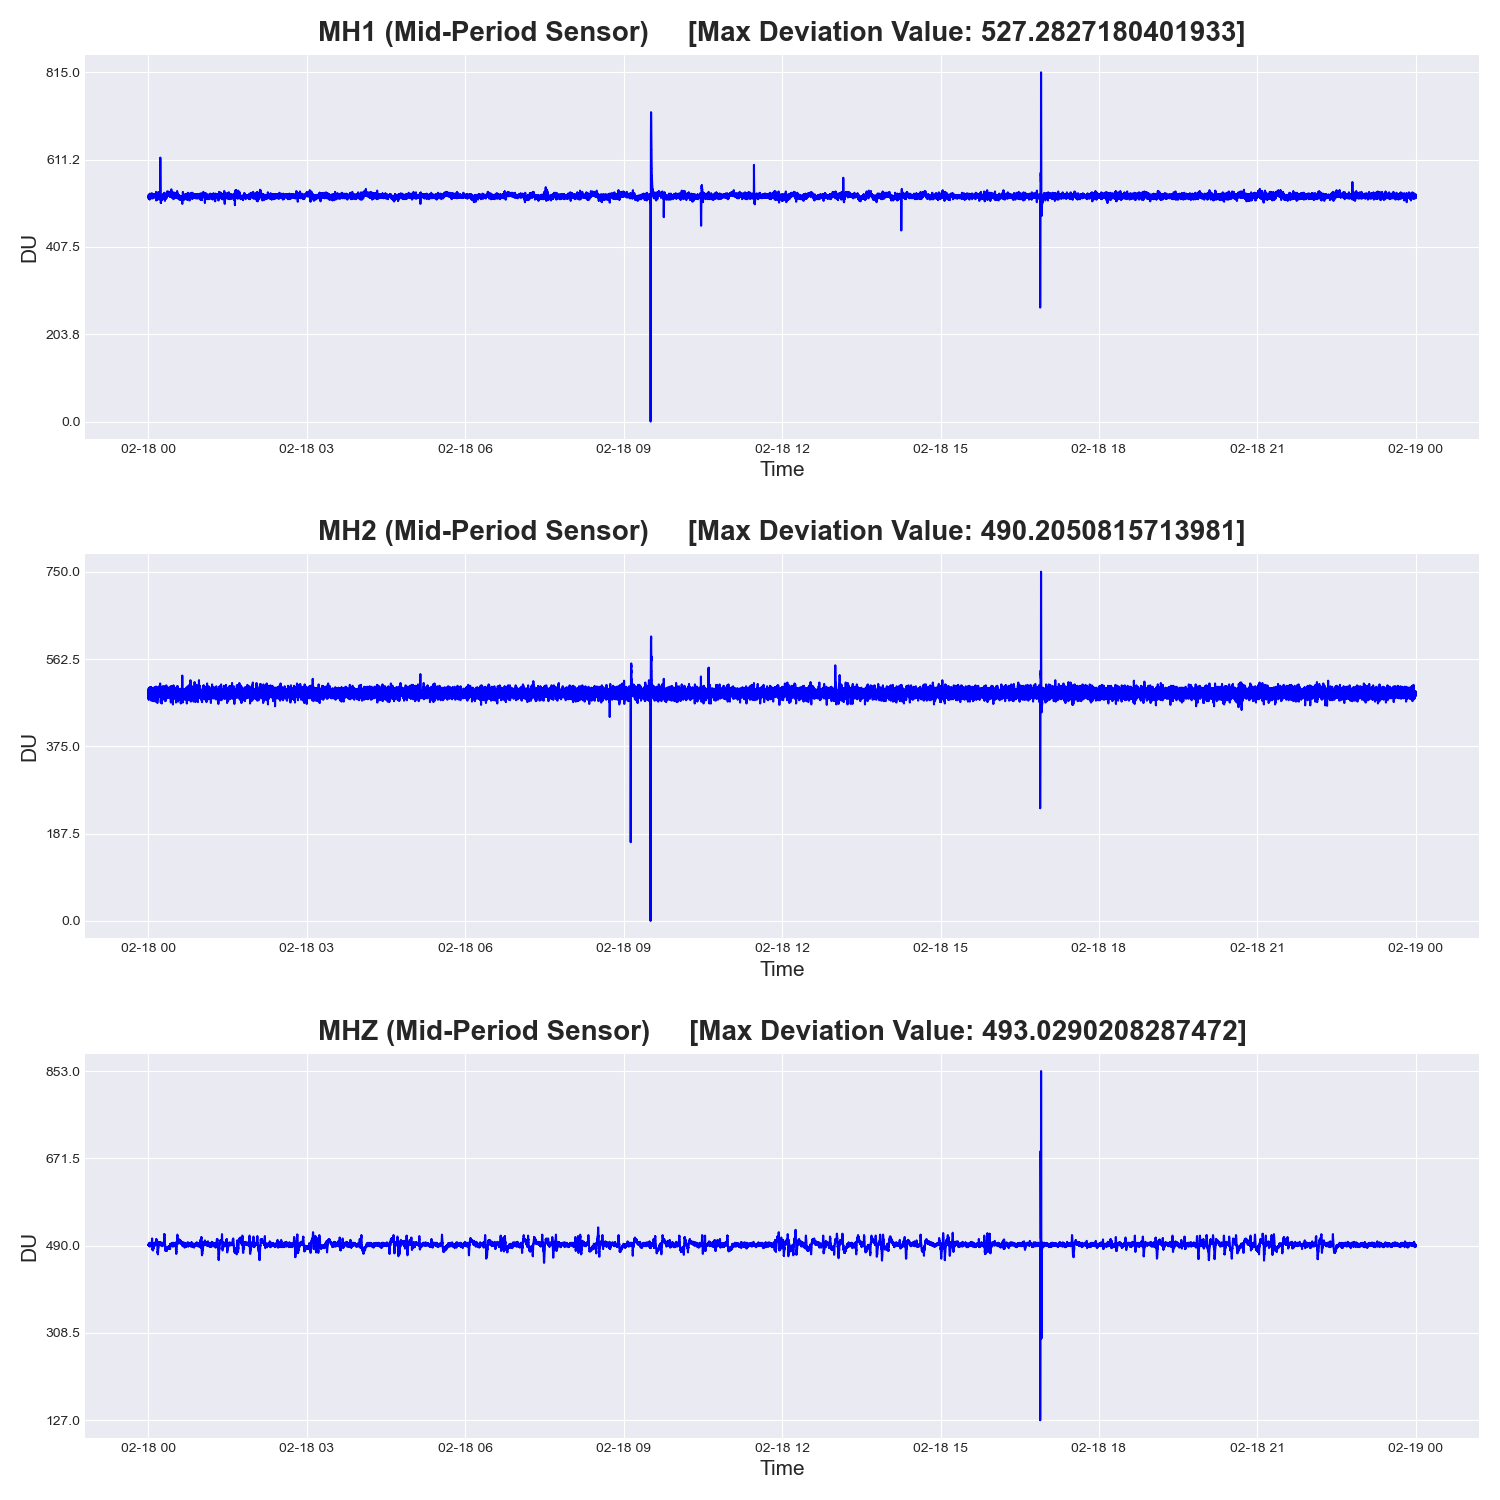 MH1 (Mid-Period Sensor) [Max Deviation Value: 527.2827180401933]
815.0
611.2
407.5
203.8
0.0
DU
02-18 00 02-18 03 02-18 06 02-18 09 02-18 12 02-18 15 02-18 18 02-18 21 02-19 00
Time
MH2 (Mid-Period Sensor) [Max Deviation Value: 490.2050815713981]
750.0
562.5
375.0
187.5
0.0
DU
02-18 00 02-18 03 02-18 06 02-18 09 02-18 12 02-18 15 02-18 18 02-18 21 02-19 00
Time
MHZ (Mid-Period Sensor) [Max Deviation Value: 493.0290208287472]
853.0
671.5
490.0
308.5
127.0
DU
02-18 00 02-18 03 02-18 06 02-18 09 02-18 12 02-18 15 02-18 18 02-18 21 02-19 00
Time